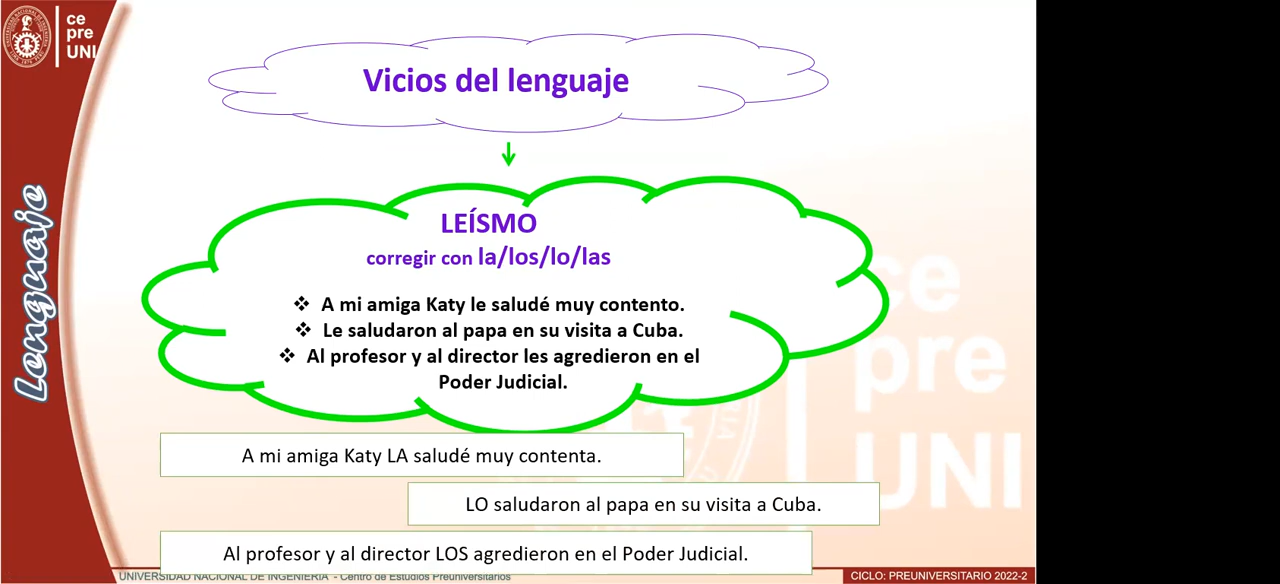 ce
pre
UNI
Vicios del lenguaje
Lenguaje
LEÍSMO
corregir con la/los/lo/las
❖ A mi amiga Katy le saludé muy contento.
❖ Le saludaron al papa en su visita a Cuba.
❖ Al profesor y al director les agredieron en el
Poder Judicial.
ce
pre
UNI
A mi amiga Katy LA saludé muy contenta.
LO saludaron al papa en su visita a Cuba.
Al profesor y al director LOS agredieron en el Poder Judicial.
UNIVERSIDAD NACIONAL DE INGENIERÍA - Centro de Estudios Preuniversitarios
CICLO: PREUNIVERSITARIO 2022-2